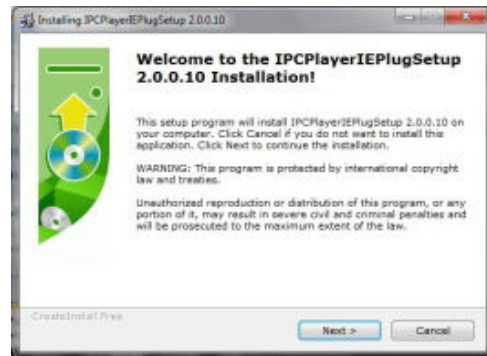 Installing IPCPlayerIEPlugSetup 2.0.0.10
Welcome to the IPCPlayerIEPlugSetup
2.0.0.10 Installation!
This setup program will install IPCPlayerIEPlugSetup 2.0.0.10 on
your computer. Click Cancel if you do not want to install this
application. Click Next to continue the installation.
WARNING: This program is protected by international copyright
law and treaties.
Unauthorized reproduction or distribution of this program, or any
portion of it, may result in severe civil and criminal penalties and
will be prosecuted to the maximum extent of the law.
CreateInstall Free
Next >
Cancel